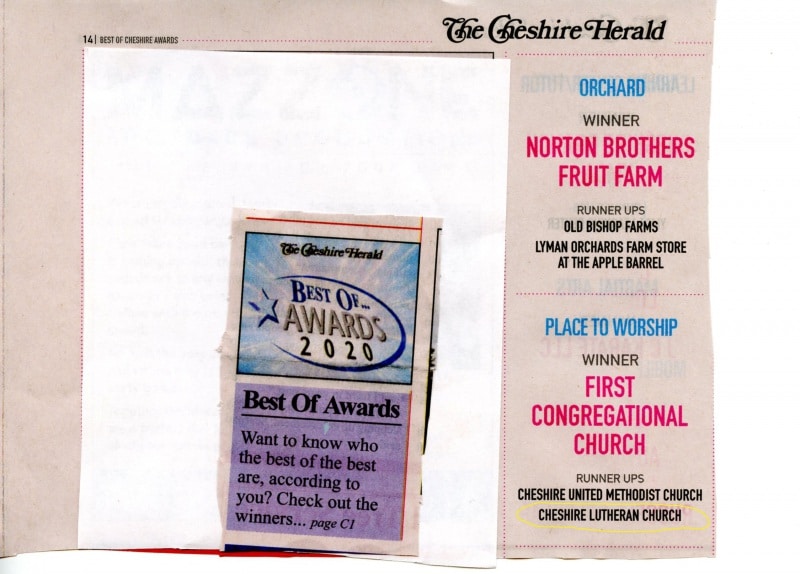 14| BEST OF CHESHIRE AWARDS
The Cheshire Herald
ORCHARD
WINNER
NORTON BROTHERS
FRUIT FARM
RUNNER UPS
OLD BISHOP FARMS
LYMAN ORCHARDS FARM STORE
AT THE APPLE BARREL
PLACE TO WORSHIP
WINNER
FIRST
CONGREGATIONAL
CHURCH
RUNNER UPS
CHESHIRE UNITED METHODIST CHURCH
CHESHIRE LUTHERAN CHURCH
The Cheshire Herald
BEST OF...
AWARDS
2020
Best Of Awards
Want to know who
the best of the best
are, according to
you? Check out the
winners... page C1